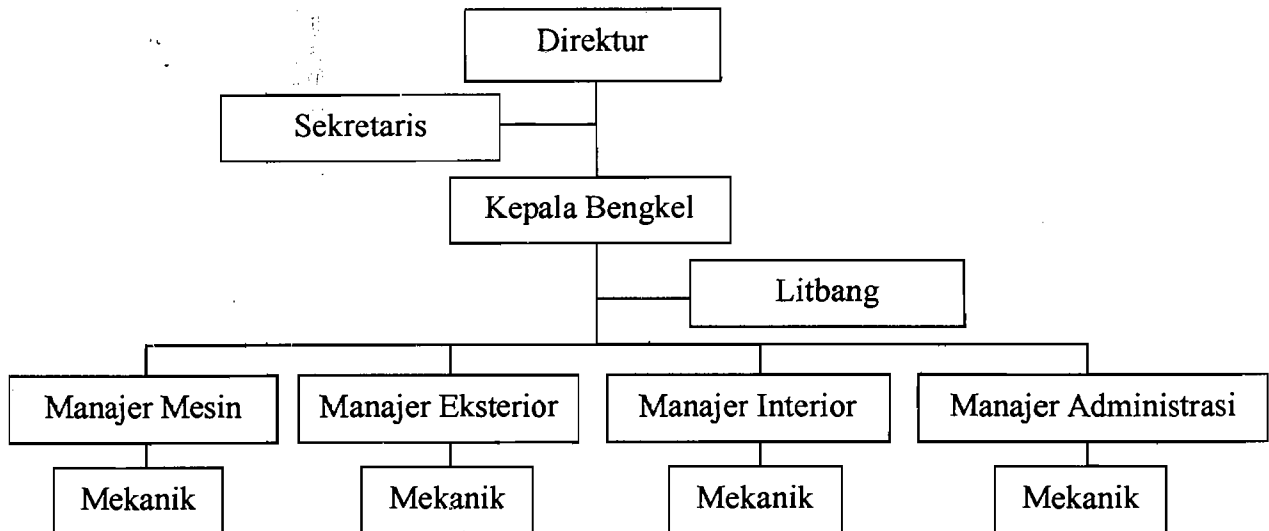 Direktur
Sekretaris
Kepala Bengkel
Litbang
Manajer Mesin
Manajer Eksterior
Manajer Interior
Manajer Administrasi
Mekanik
Mekanik
Mekanik
Mekanik